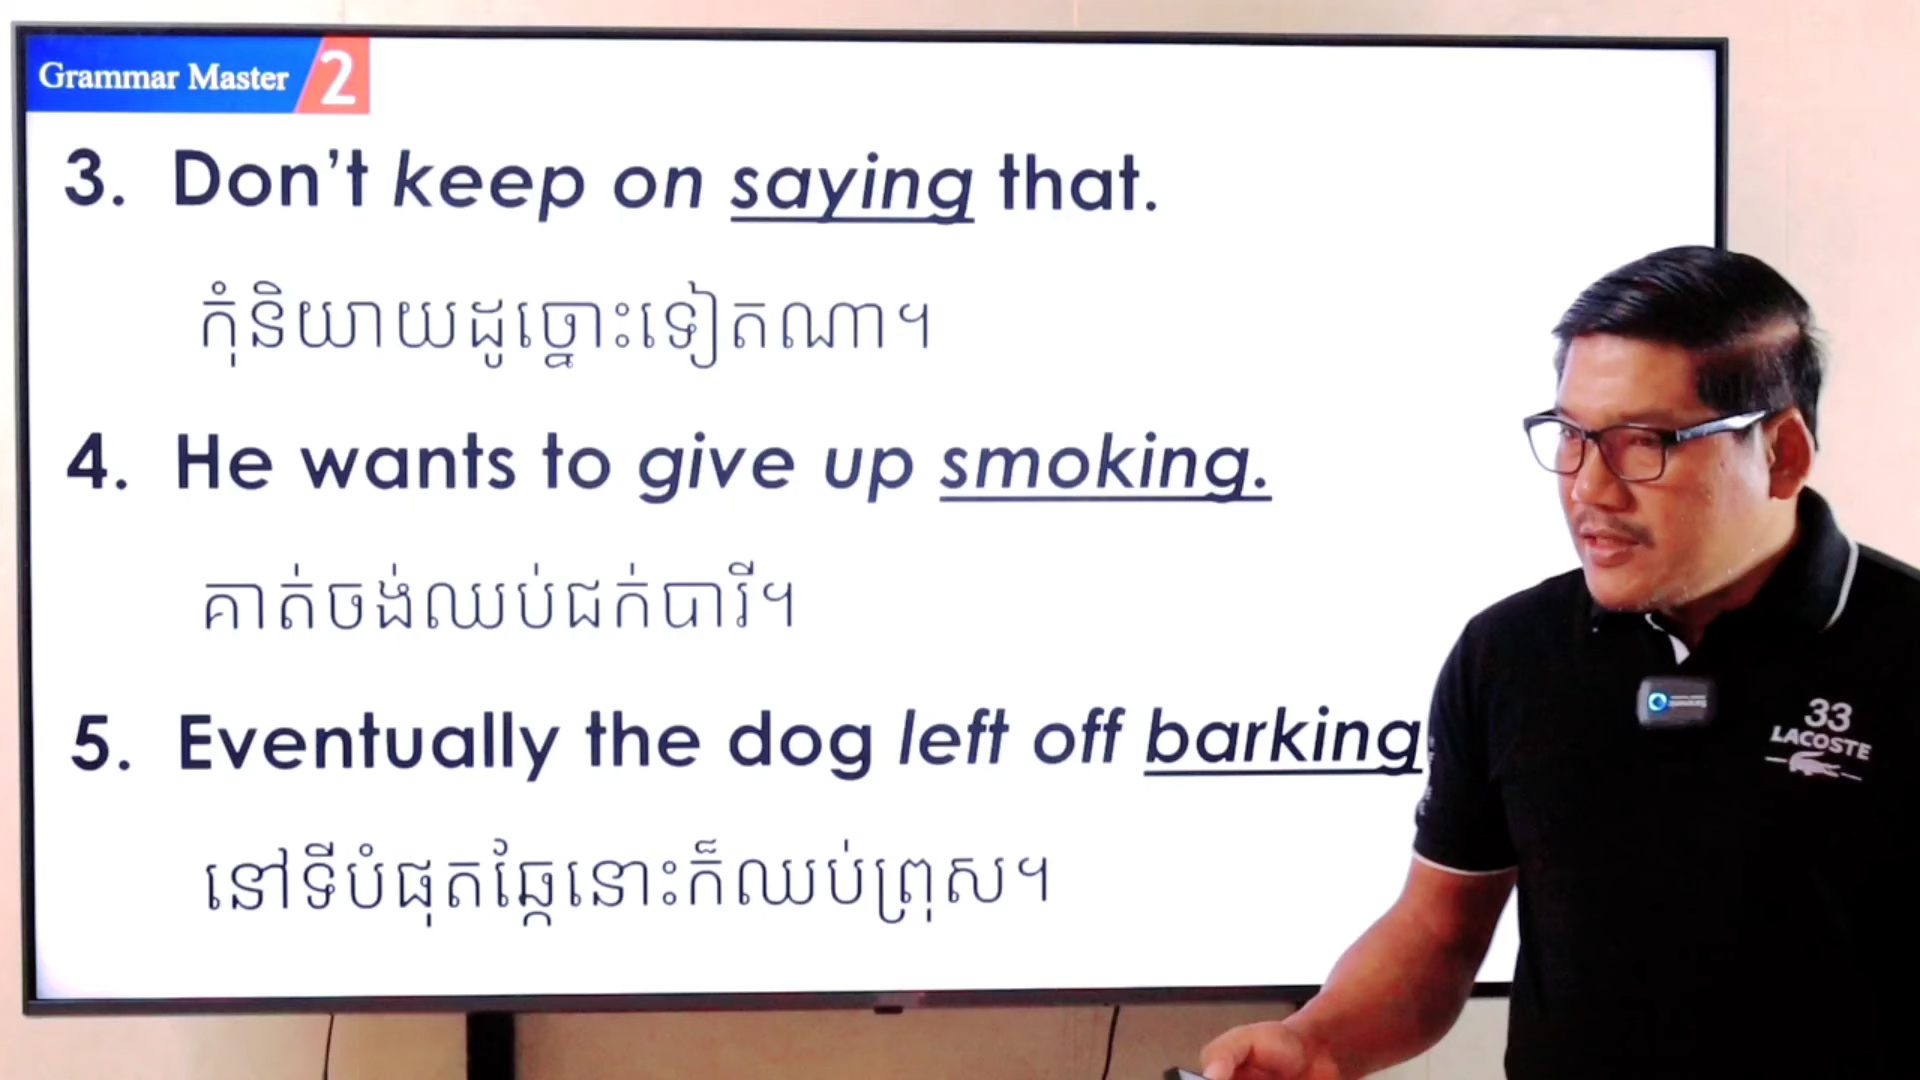 Grammar Master 2
3. Don't keep on saying that.
កុំនិយាយដូច្នោះទៀតណា។
4. He wants to give up smoking.
គាត់ចង់ឈប់ជក់បារី។
5. Eventually the dog left off barking
នៅទីបំផុតឆ្កែនោះក៏ឈប់ព្រុស។
33
LACOSTE